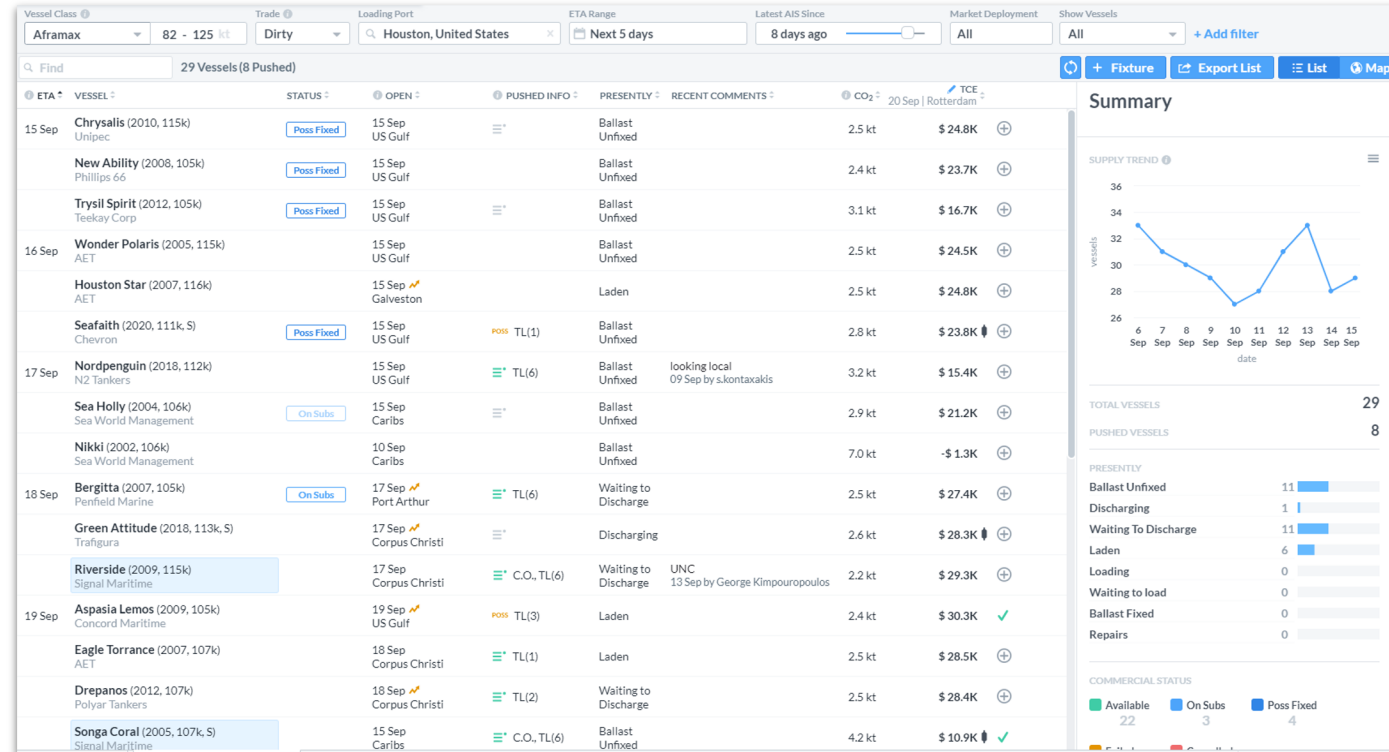 Vessel Class
Trade
Loading Port
ETA Range
Latest AIS Since
Market Deployment
Show Vessels
Aframax
82 - 125 kt
Dirty
Houston, United States
Next 5 days
8 days ago
All
All
+ Add filter
Find
29 Vessels (8 Pushed)
+ Fixture
Export List
List
Map
ETA VESSEL STATUS OPEN PUSHED INFO PRESENTLY RECENT COMMENTS CO2 TCE
20 Sep | Rotterdam
15 Sep Chrysalis (2010, 115k) Poss Fixed 15 Sep Ballast 2.5 kt $ 24.8K
Unipec US Gulf Unfixed
New Ability (2008, 105k) Poss Fixed 15 Sep Ballast 2.4 kt $ 23.7K
Phillips 66 US Gulf Unfixed
Trysil Spirit (2012, 105k) Poss Fixed 15 Sep Ballast 3.1 kt $ 16.7K
Teekay Corp US Gulf Unfixed
16 Sep Wonder Polaris (2005, 115k) 15 Sep Ballast 2.5 kt $ 24.5K
AET US Gulf Unfixed
Houston Star (2007, 116k) 15 Sep Laden 2.5 kt $ 24.8K
AET Galveston
Seafaith (2020, 111k, S) Poss Fixed 15 Sep POSS TL(1) Ballast 2.8 kt $ 23.8K
Chevron US Gulf Unfixed
17 Sep Nordpenguin (2018, 112k) 15 Sep TL(6) Ballast looking local 3.2 kt $ 15.4K
N2 Tankers US Gulf Unfixed 09 Sep by s.kontaxakis
Sea Holly (2004, 106k) On Subs 15 Sep Ballast 2.9 kt $ 21.2K
Sea World Management Caribs Unfixed
Nikki (2002, 106k) 10 Sep Ballast 7.0 kt -$ 1.3K
Sea World Management Caribs Unfixed
18 Sep Bergitta (2007, 105k) On Subs 17 Sep TL(6) Waiting to 2.5 kt $ 27.4K
Penfield Marine Port Arthur Discharge
Green Attitude (2018, 113k, S) 17 Sep Discharging 2.6 kt $ 28.3K
Trafigura Corpus Christi
Riverside (2009, 115k) 17 Sep C.O., TL(6) Waiting to UNC 2.2 kt $ 29.3K
Signal Maritime Corpus Christi Discharge 13 Sep by George Kimpouropoulos
19 Sep Aspasia Lemos (2009, 105k) 19 Sep POSS TL(3) Laden 2.4 kt $ 30.3K
Concord Maritime US Gulf
Eagle Torrance (2007, 107k) 18 Sep TL(1) Laden 2.5 kt $ 28.5K
AET Corpus Christi
Drepanos (2012, 107k) 18 Sep TL(2) Waiting to 2.5 kt $ 28.4K
Polyar Tankers Corpus Christi Discharge
Songa Coral (2005, 107k, S) 15 Sep C.O., TL(6) Ballast 4.2 kt $ 10.9K
Signal Maritime Caribs Unfixed
Summary
SUPPLY TREND
36
34
32
30
28
26
vessels
6 7 8 9 10 11 12 13 14 15
Sep Sep Sep Sep Sep Sep Sep Sep Sep Sep
date
TOTAL VESSELS 29
PUSHED VESSELS 8
PRESENTLY
Ballast Unfixed 11
Discharging 1
Waiting To Discharge 11
Laden 6
Loading 0
Waiting to load 0
Ballast Fixed 0
Repairs 0
COMMERCIAL STATUS
Available On Subs Poss Fixed
22 3 4